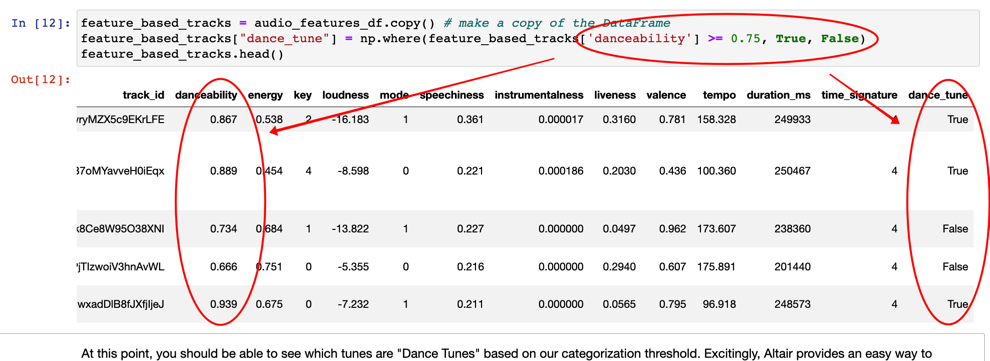 In [12]:
feature_based_tracks = audio_features_df.copy() # make a copy of the DataFrame
feature_based_tracks["dance_tune"] = np.where(feature_based_tracks['danceability'] >= 0.75, True, False)
feature_based_tracks.head()
Out[12]:
track_id danceability energy key loudness mode speechiness instrumentalness liveness valence tempo duration_ms time_signature dance_tune
ryMZX5c9EKrLFE 0.867 0.538 2 -16.183 1 0.361 0.000017 0.3160 0.781 158.328 249933 True
37oMYavveH0iEqx 0.889 0.454 4 -8.598 0 0.221 0.000186 0.2030 0.436 100.360 250467 4 True
x8Ce8W95O38XNI 0.734 0.684 1 -13.822 1 0.227 0.000000 0.0497 0.962 173.607 238360 4 False
PjTlzwoiV3hnAvWL 0.666 0.751 0 -5.355 0 0.216 0.000000 0.2940 0.607 175.891 201440 4 False
wxadDlB8fJXfjIjeJ 0.939 0.675 0 -7.232 1 0.211 0.000000 0.0565 0.795 96.918 248573 4 True
At this point, you should be able to see which tunes are "Dance Tunes" based on our categorization threshold. Excitingly, Altair provides an easy way to